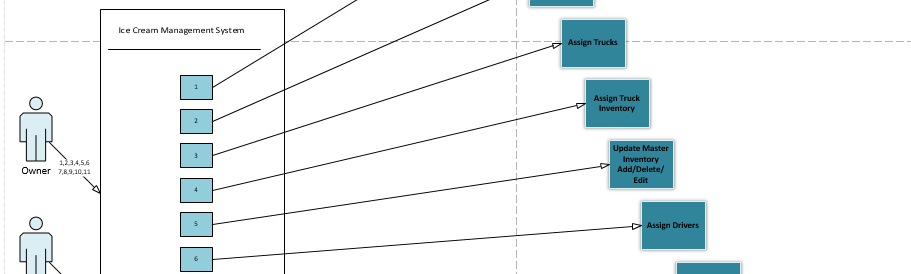 Ice Cream Management System
1
2
3
4
5
6
Owner
1,2,3,4,5,6
7,8,9,10,11
Assign Trucks
Assign Truck
Inventory
Update Master
Inventory
Add/Delete/
Edit
Assign Drivers